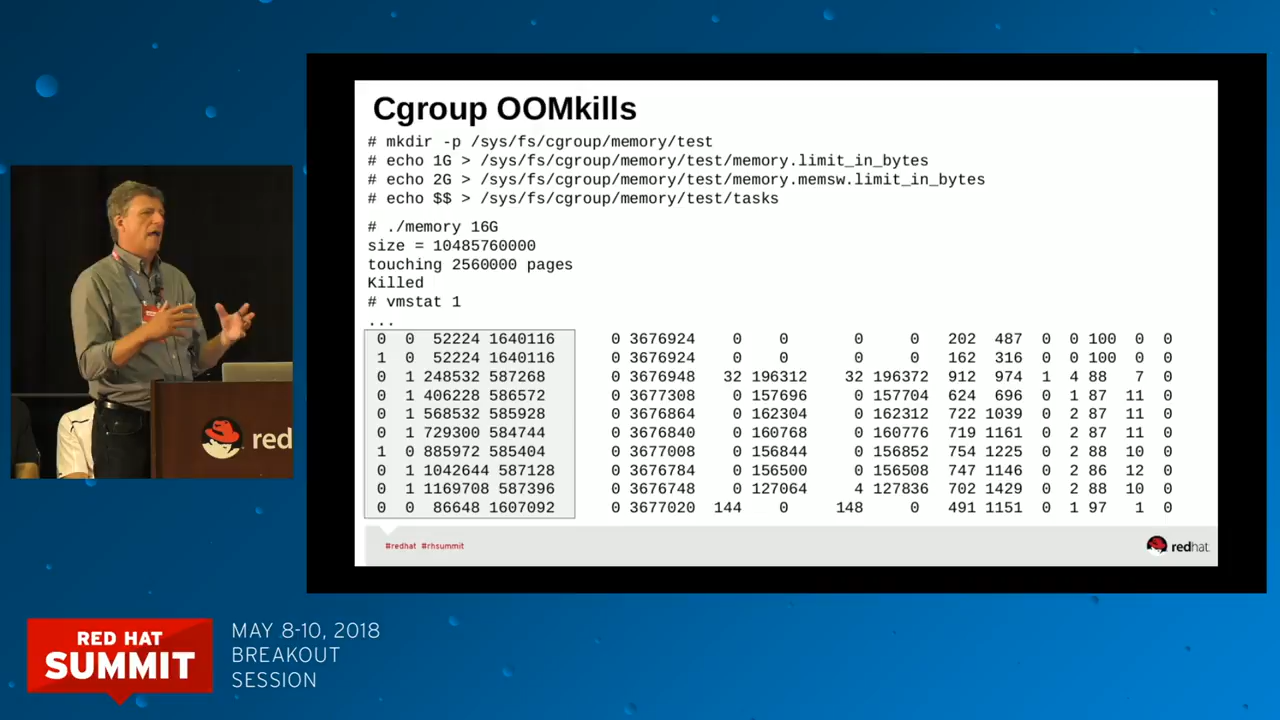 Cgroup OOMkills
# mkdir -p /sys/fs/cgroup/memory/test
# echo 1G > /sys/fs/cgroup/memory/test/memory.limit_in_bytes
# echo 2G > /sys/fs/cgroup/memory/test/memory.memsw.limit_in_bytes
# echo $$ > /sys/fs/cgroup/memory/test/tasks
# ./memory 16G
size = 10485760000
touching 2560000 pages
Killed
# vmstat 1
...
0 0 52224 1640116 0 3676924 0 0 0 0 202 487 0 0 100 0 0
1 0 52224 1640116 0 3676924 0 0 0 0 162 316 0 0 100 0 0
0 1 248532 587268 0 3676948 32 196312 32 196372 912 974 1 4 88 7 0
0 1 406228 586572 0 3677308 0 157696 0 157704 624 696 0 1 87 11 0
0 1 568532 585928 0 3676864 0 162304 0 162312 722 1039 0 2 87 11 0
0 1 729300 584744 0 3676840 0 160768 0 160776 719 1161 0 2 87 11 0
1 0 885972 585404 0 3677008 0 156844 0 156852 754 1225 0 2 88 10 0
0 1 1042644 587128 0 3676784 0 156500 0 156508 747 1146 0 2 86 12 0
0 1 1169708 587396 0 3676748 0 127064 4 127836 702 1429 0 2 88 10 0
0 0 86648 1607092 0 3677020 144 0 148 0 491 1151 0 1 97 1 0
#redhat #rhsummit
redhat.
red
RED HAT
SUMMIT
MAY 8-10, 2018
BREAKOUT
SESSION